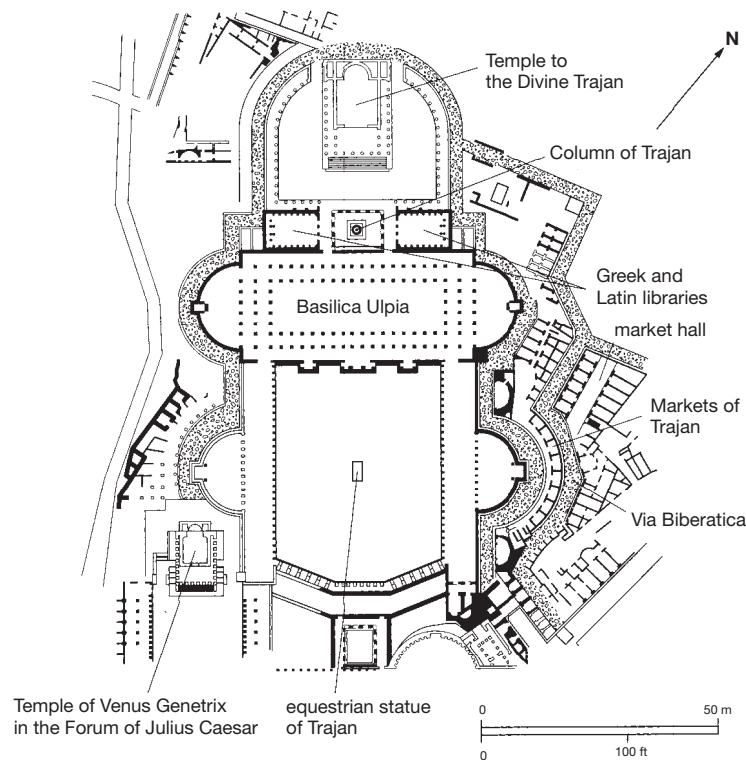 N
Temple to
the Divine Trajan
Column of Trajan
Greek and
Latin libraries
Basilica Ulpia
market hall
Markets of
Trajan
Via Biberatica
Temple of Venus Genetrix
in the Forum of Julius Caesar
equestrian statue
of Trajan
0
50 m
0
100 ft